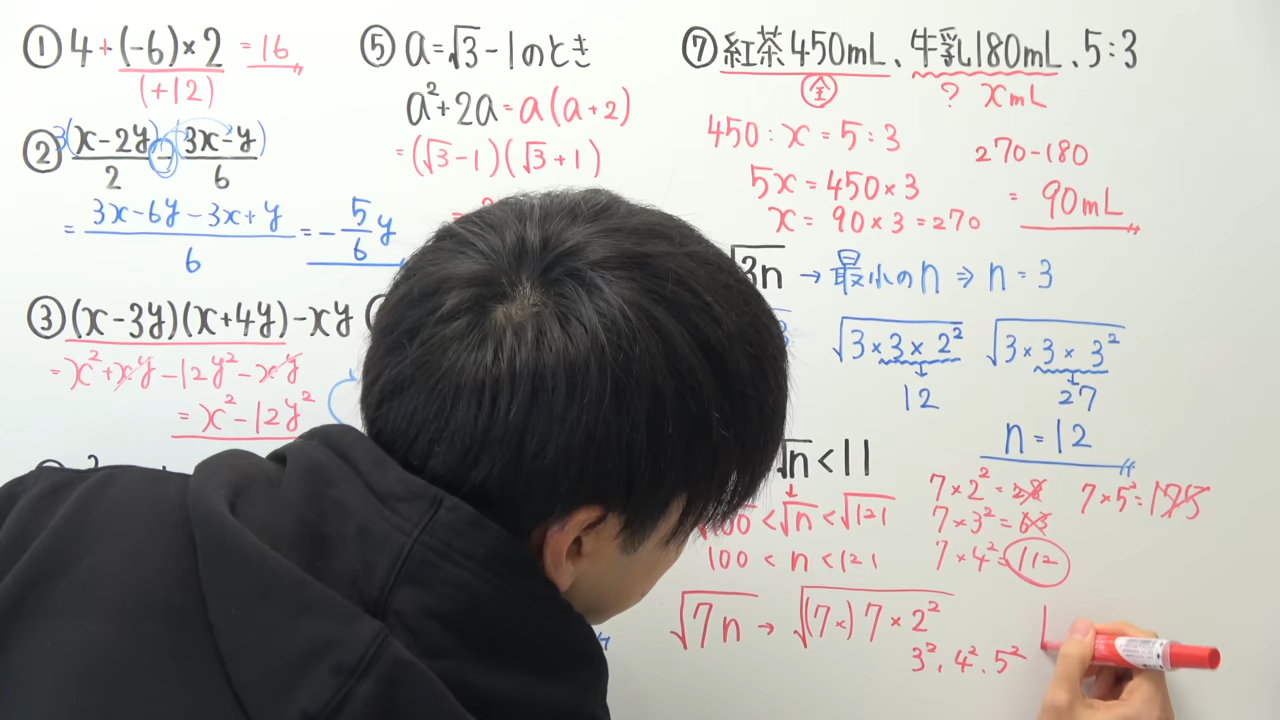 ① 4+(-6)×2 =16
(+12)
② 3(x-2y)/2 - (3x-y)/6
= (3x-6y-3x+y)/6 = -5/6 y
③ (x-3y)(x+4y)-xy
= x²+xy-12y²-xy
= x²-12y²
⑤ a=√3-1のとき
a²+2a=a(a+2)
=(√3-1)(√3+1)
⑦ 紅茶450mL、牛乳180mL、5:3
全 ? xmL
450:x=5:3
5x=450×3
x=90×3=270
270-180
= 90mL
√3n → 最小のn ⇒ n=3
√3×3×2² √3×3×3²
12 27
n=12
√n<11
√100<√n<√121
100<n<121
7×2²=28 7×5²=175
7×3²=63
7×4²=112
√7n → √(7×)7×2²
3², 4², 5²